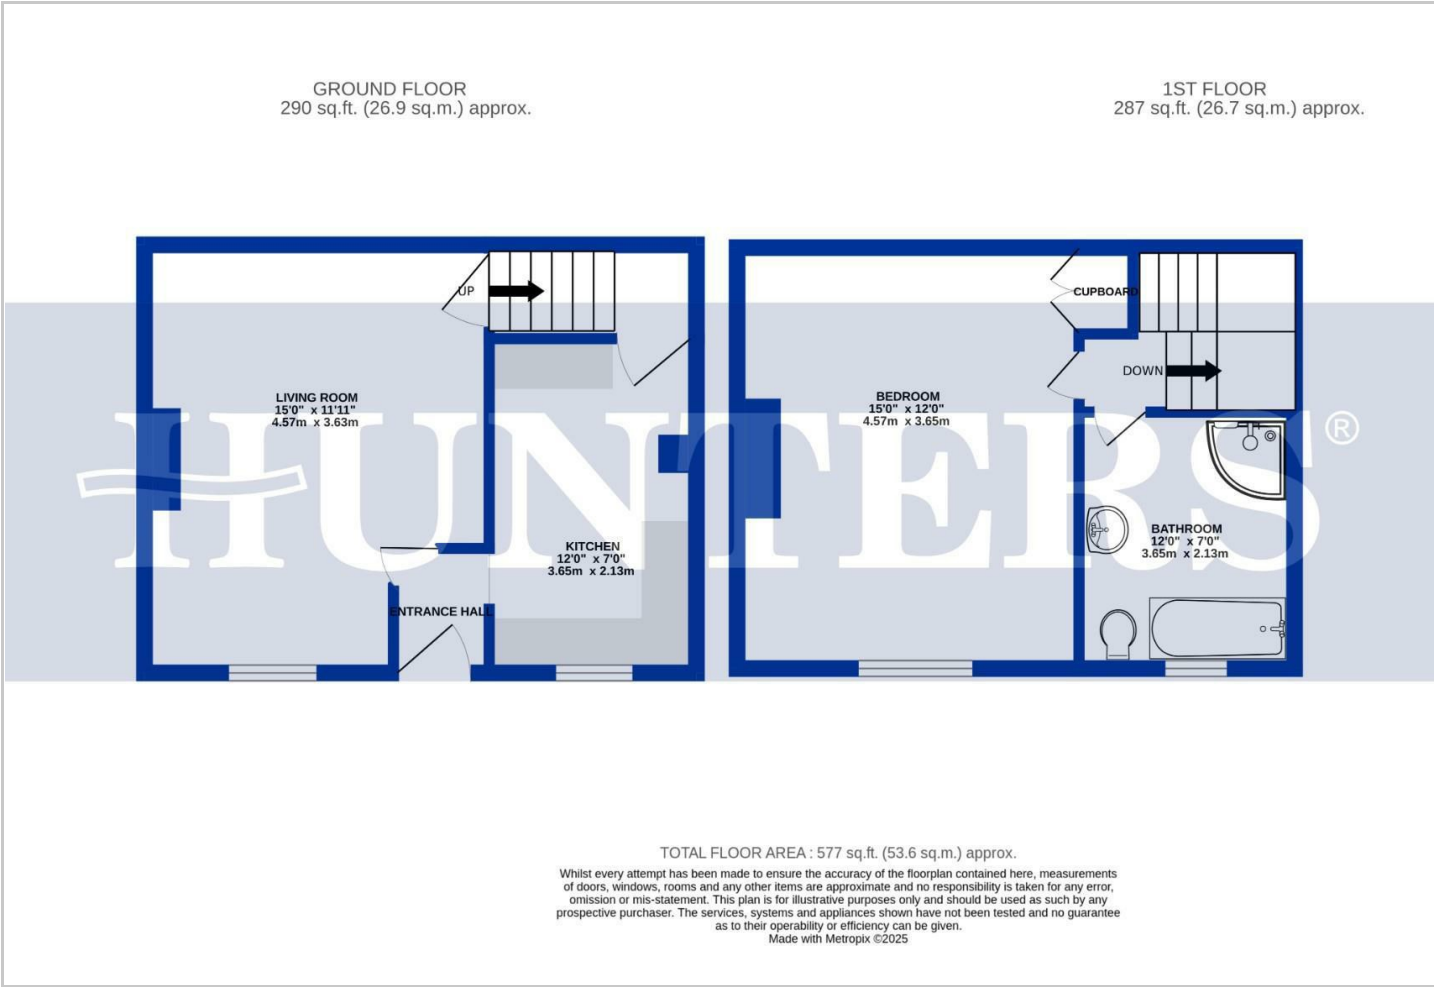 GROUND FLOOR
290 sq.ft. (26.9 sq.m.) approx.
1ST FLOOR
287 sq.ft. (26.7 sq.m.) approx.
UP
LIVING ROOM
15'0" x 11'11"
4.57m x 3.63m
KITCHEN
12'0" x 7'0"
3.65m x 2.13m
ENTRANCE HALL
CUPBOARD
DOWN
BEDROOM
15'0" x 12'0"
4.57m x 3.65m
BATHROOM
12'0" x 7'0"
3.65m x 2.13m
HUNTERS®
TOTAL FLOOR AREA : 577 sq.ft. (53.6 sq.m.) approx.
Whilst every attempt has been made to ensure the accuracy of the floorplan contained here, measurements
of doors, windows, rooms and any other items are approximate and no responsibility is taken for any error,
omission or mis-statement. This plan is for illustrative purposes only and should be used as such by any
prospective purchaser. The services, systems and appliances shown have not been tested and no guarantee
as to their operability or efficiency can be given.
Made with Metropix ©2025